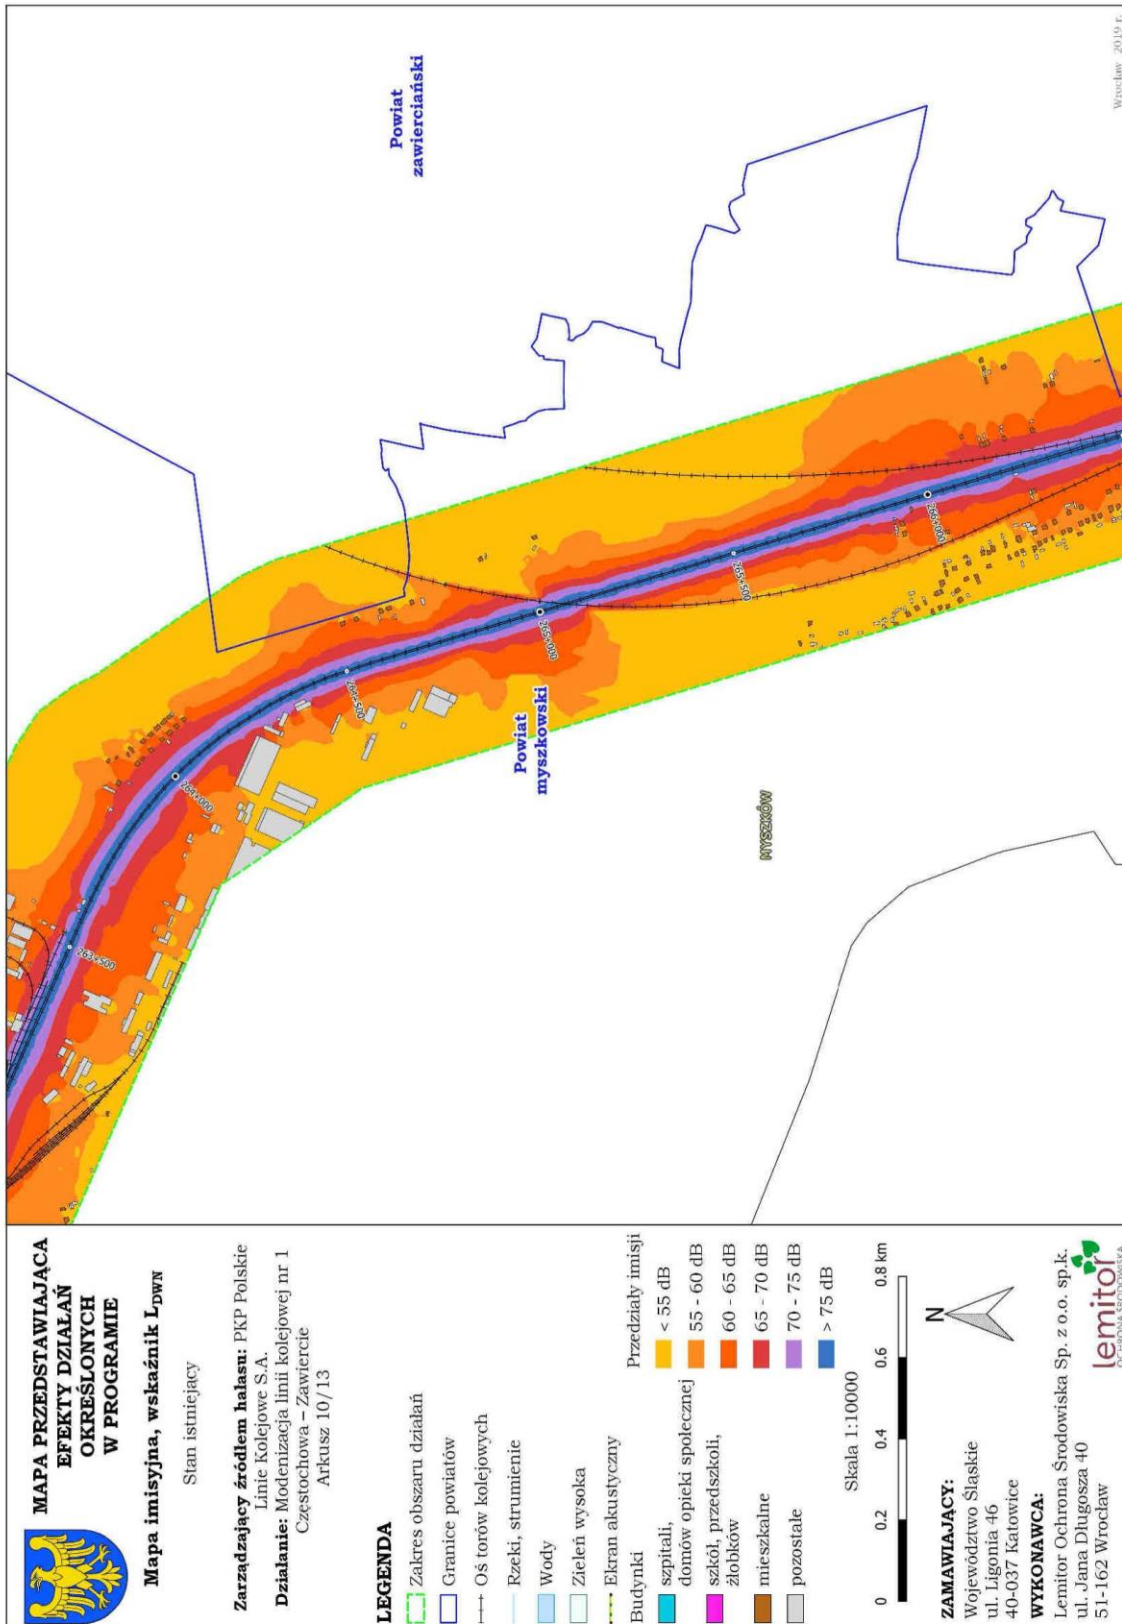 MAPA PRZEDSTAWIAJĄCA
EFEKTY DZIAŁAŃ
OKREŚLONYCH
W PROGRAMIE
Mapa imisyjna, wskaźnik LDWN
Stan istniejący
Zarządzający źródłem hałasu: PKP Polskie
Linie Kolejowe S.A.
Działanie: Modenizacja linii kolejowej nr 1
Częstochowa – Zawiercie
Arkusz 10/13
LEGENDA
Zakres obszaru działań
Granice powiatów
Oś torów kolejowych
Rzeki, strumienie
Wody
Zieleń wysoka
Ekran akustyczny
Budynki
szpitali,
domów opieki społecznej
szkół, przedszkoli,
żłobków
mieszkalne
pozostałe
Przedziały imisji
< 55 dB
55 - 60 dB
60 - 65 dB
65 - 70 dB
70 - 75 dB
> 75 dB
Skala 1:10000
0 0.2 0.4 0.6 0.8 km
N
ZAMAWIAJĄCY:
Województwo Śląskie
ul. Ligonia 46
40-037 Katowice
WYKONAWCA:
Lemitor Ochrona Środowiska Sp. z o.o. sp.k.
ul. Jana Długosza 40
51-162 Wrocław
lemitor
OCHRONA ŚRODOWISKA
263+500
264+000
264+500
265+000
265+500
266+000
Powiat
myszkowski
Powiat
zawierciański
MYSZKÓW
Wrocław 2019 r.